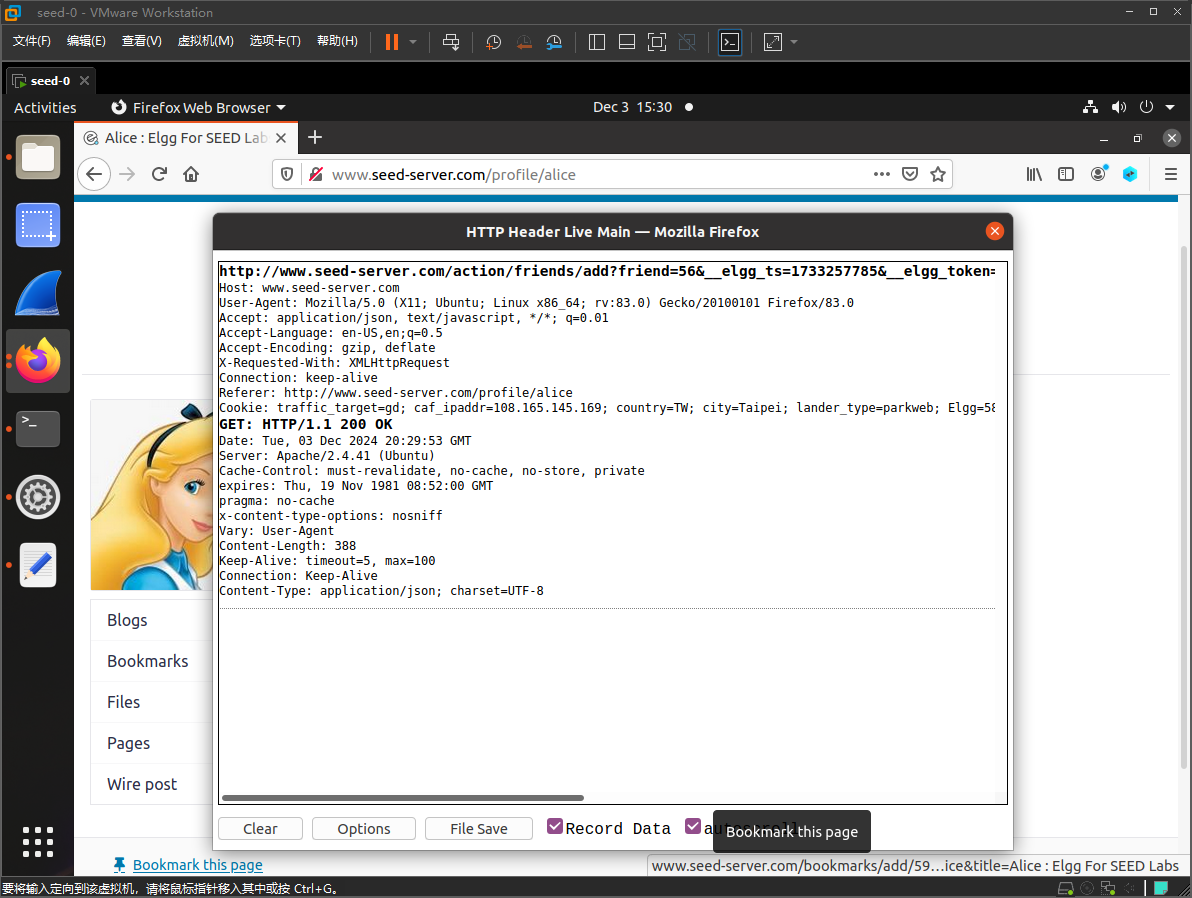 seed-0 - VMware Workstation
文件(F) 编辑(E) 查看(V) 虚拟机(M) 选项卡(T) 帮助(H)
seed-0
Activities Firefox Web Browser Dec 3 15:30
Alice : Elgg For SEED Lab
www.seed-server.com/profile/alice
HTTP Header Live Main — Mozilla Firefox
http://www.seed-server.com/action/friends/add?friend=56&__elgg_ts=1733257785&__elgg_token=
Host: www.seed-server.com
User-Agent: Mozilla/5.0 (X11; Ubuntu; Linux x86_64; rv:83.0) Gecko/20100101 Firefox/83.0
Accept: application/json, text/javascript, */*; q=0.01
Accept-Language: en-US,en;q=0.5
Accept-Encoding: gzip, deflate
X-Requested-With: XMLHttpRequest
Connection: keep-alive
Referer: http://www.seed-server.com/profile/alice
Cookie: traffic_target=gd; caf_ipaddr=108.165.145.169; country=TW; city=Taipei; lander_type=parkweb; Elgg=58
GET: HTTP/1.1 200 OK
Date: Tue, 03 Dec 2024 20:29:53 GMT
Server: Apache/2.4.41 (Ubuntu)
Cache-Control: must-revalidate, no-cache, no-store, private
expires: Thu, 19 Nov 1981 08:52:00 GMT
pragma: no-cache
x-content-type-options: nosniff
Vary: User-Agent
Content-Length: 388
Keep-Alive: timeout=5, max=100
Connection: Keep-Alive
Content-Type: application/json; charset=UTF-8
Blogs
Bookmarks
Files
Pages
Wire post
Clear Options File Save Record Data
Bookmark this page
Bookmark this page
www.seed-server.com/bookmarks/add/59…ice&title=Alice : Elgg For SEED Labs
要将输入定向到该虚拟机，请将鼠标指针移入其中或按 Ctrl+G。